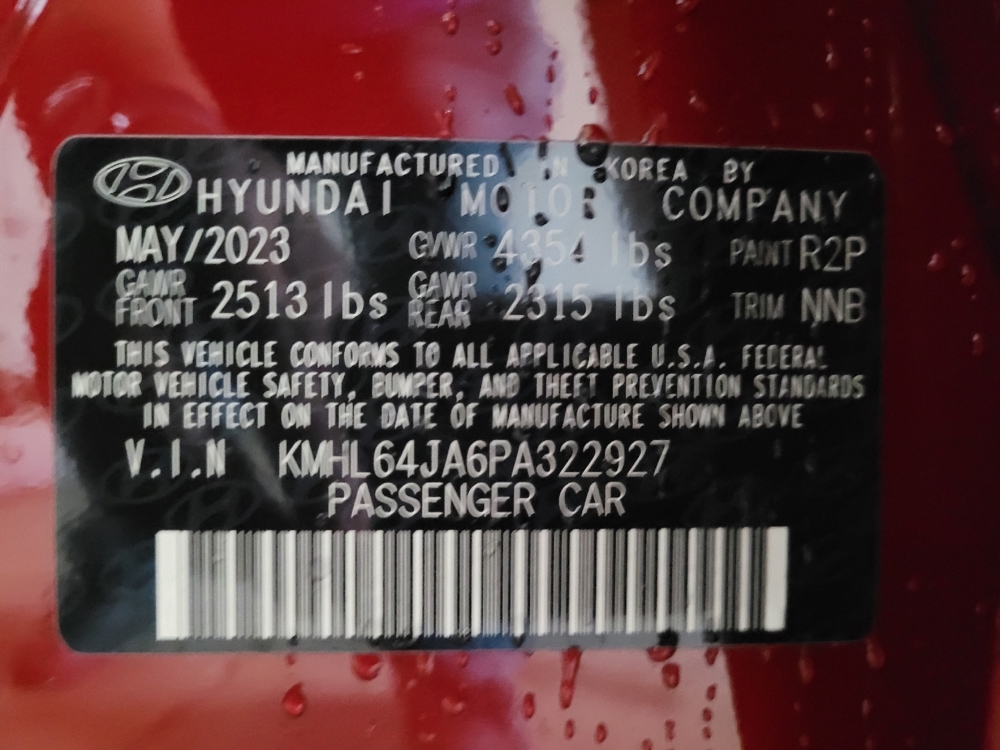 MANUFACTURED IN KOREA BY
HYUNDAI MOTOR COMPANY
MAY/2023 GVWR 4354 lbs PAINT R2P
GAWR FRONT 2513 lbs GAWR REAR 2315 lbs TRIM NNB
THIS VEHICLE CONFORMS TO ALL APPLICABLE U.S.A. FEDERAL
MOTOR VEHICLE SAFETY, BUMPER, AND THEFT PREVENTION STANDARDS
IN EFFECT ON THE DATE OF MANUFACTURE SHOWN ABOVE
V.I.N KMHL64JA6PA322927
PASSENGER CAR